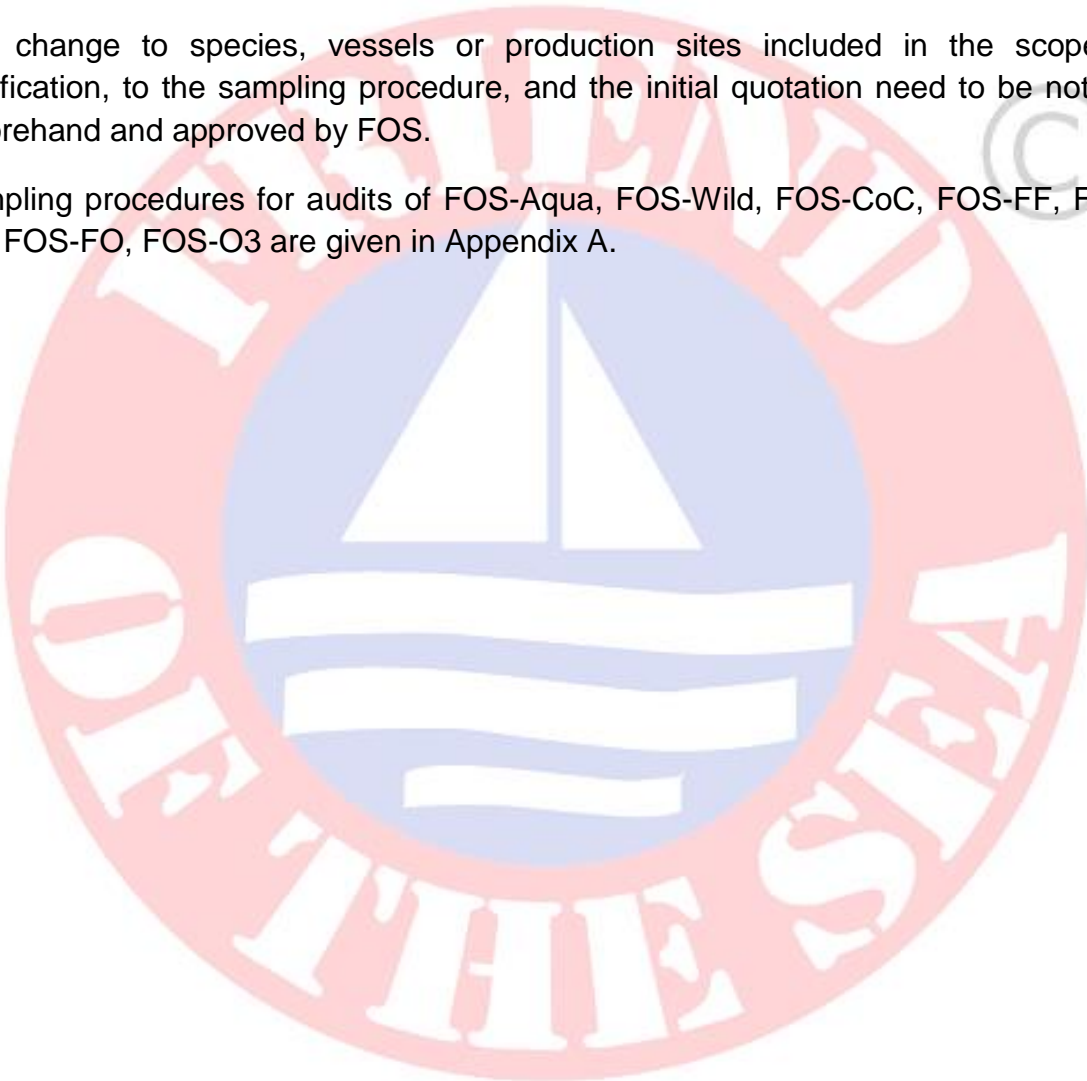 change to species, vessels or production sites included in the scope
fication, to the sampling procedure, and the initial quotation need to be not
rehand and approved by FOS.
pling procedures for audits of FOS-Aqua, FOS-Wild, FOS-CoC, FOS-FF, F
FOS-FO, FOS-O3 are given in Appendix A.
FRIEND
OF THE SEA
©